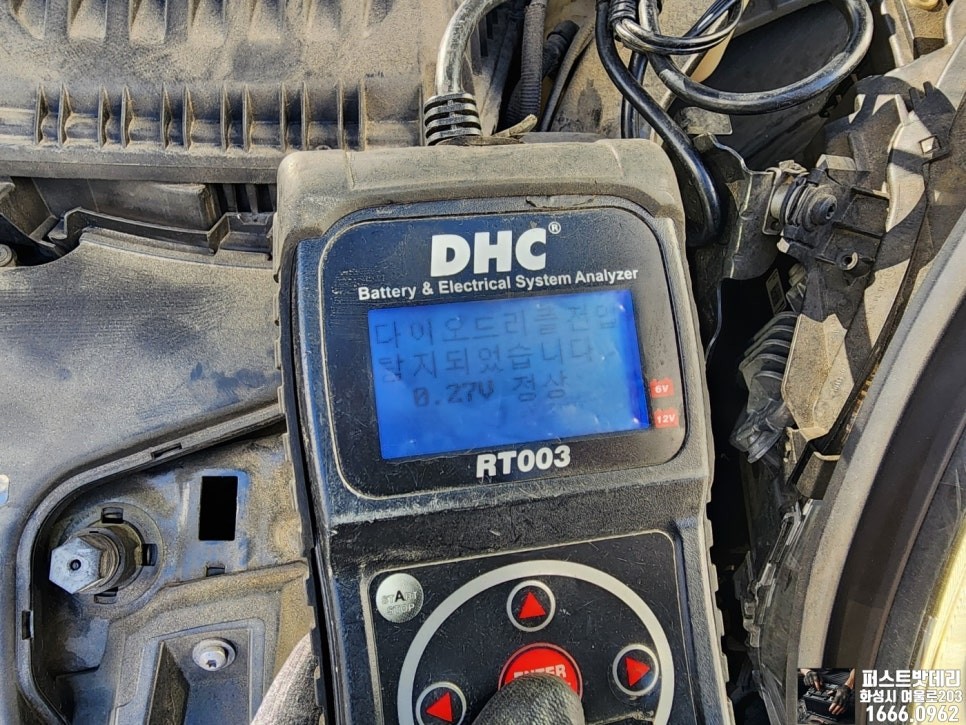 DHC®
Battery & Electrical System Analyzer
다이오드리플전압
탐지되었습니다
0.27V 정상
6V
12V
RT003
START
STOP
ENTER
퍼스트밧데리
화성시 여울로203
1666.0962